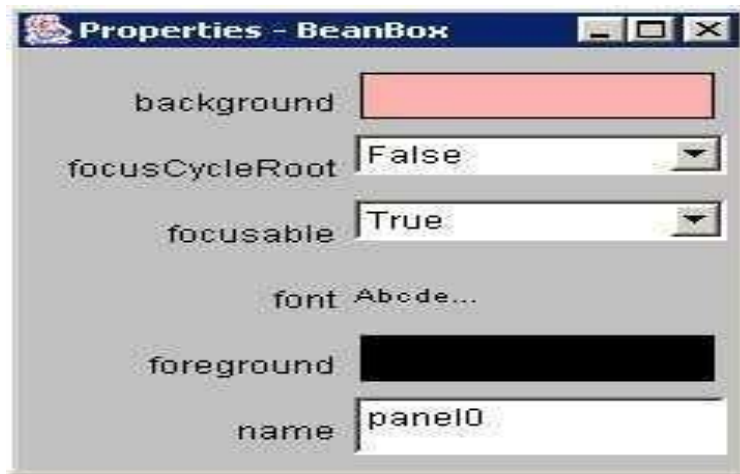 Properties - BeanBox
background
focusCycleRoot False
focusable True
font Abcde...
foreground
name panel0